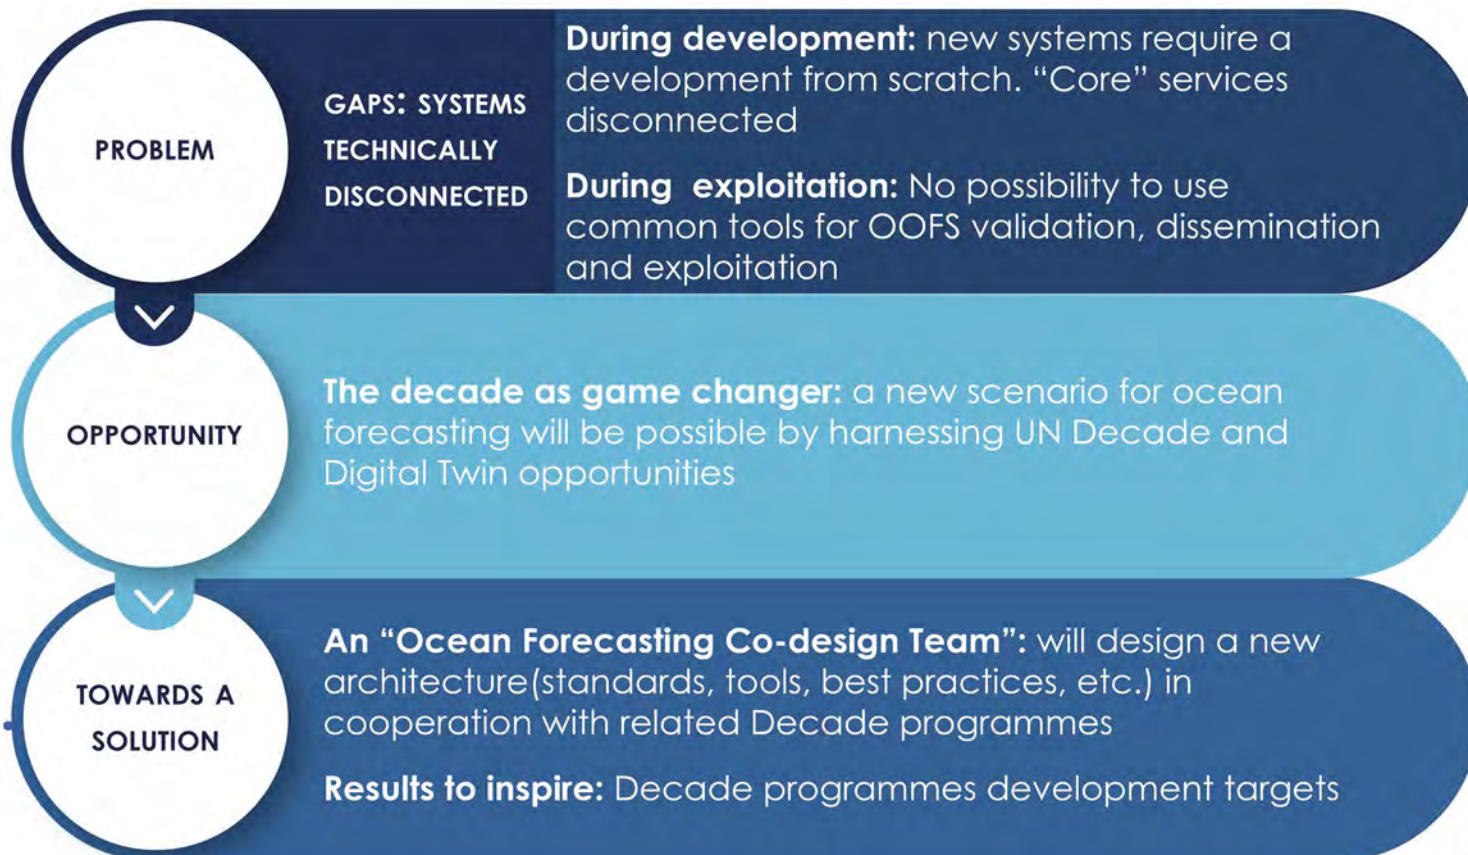 PROBLEM
GAPS: SYSTEMS
TECHNICALLY
DISCONNECTED
During development: new systems require a
development from scratch. “Core” services
disconnected
During exploitation: No possibility to use
common tools for OOFS validation, dissemination
and exploitation
OPPORTUNITY
The decade as game changer: a new scenario for ocean
forecasting will be possible by harnessing UN Decade and
Digital Twin opportunities
TOWARDS A
SOLUTION
An “Ocean Forecasting Co-design Team”: will design a new
architecture(standards, tools, best practices, etc.) in
cooperation with related Decade programmes
Results to inspire: Decade programmes development targets